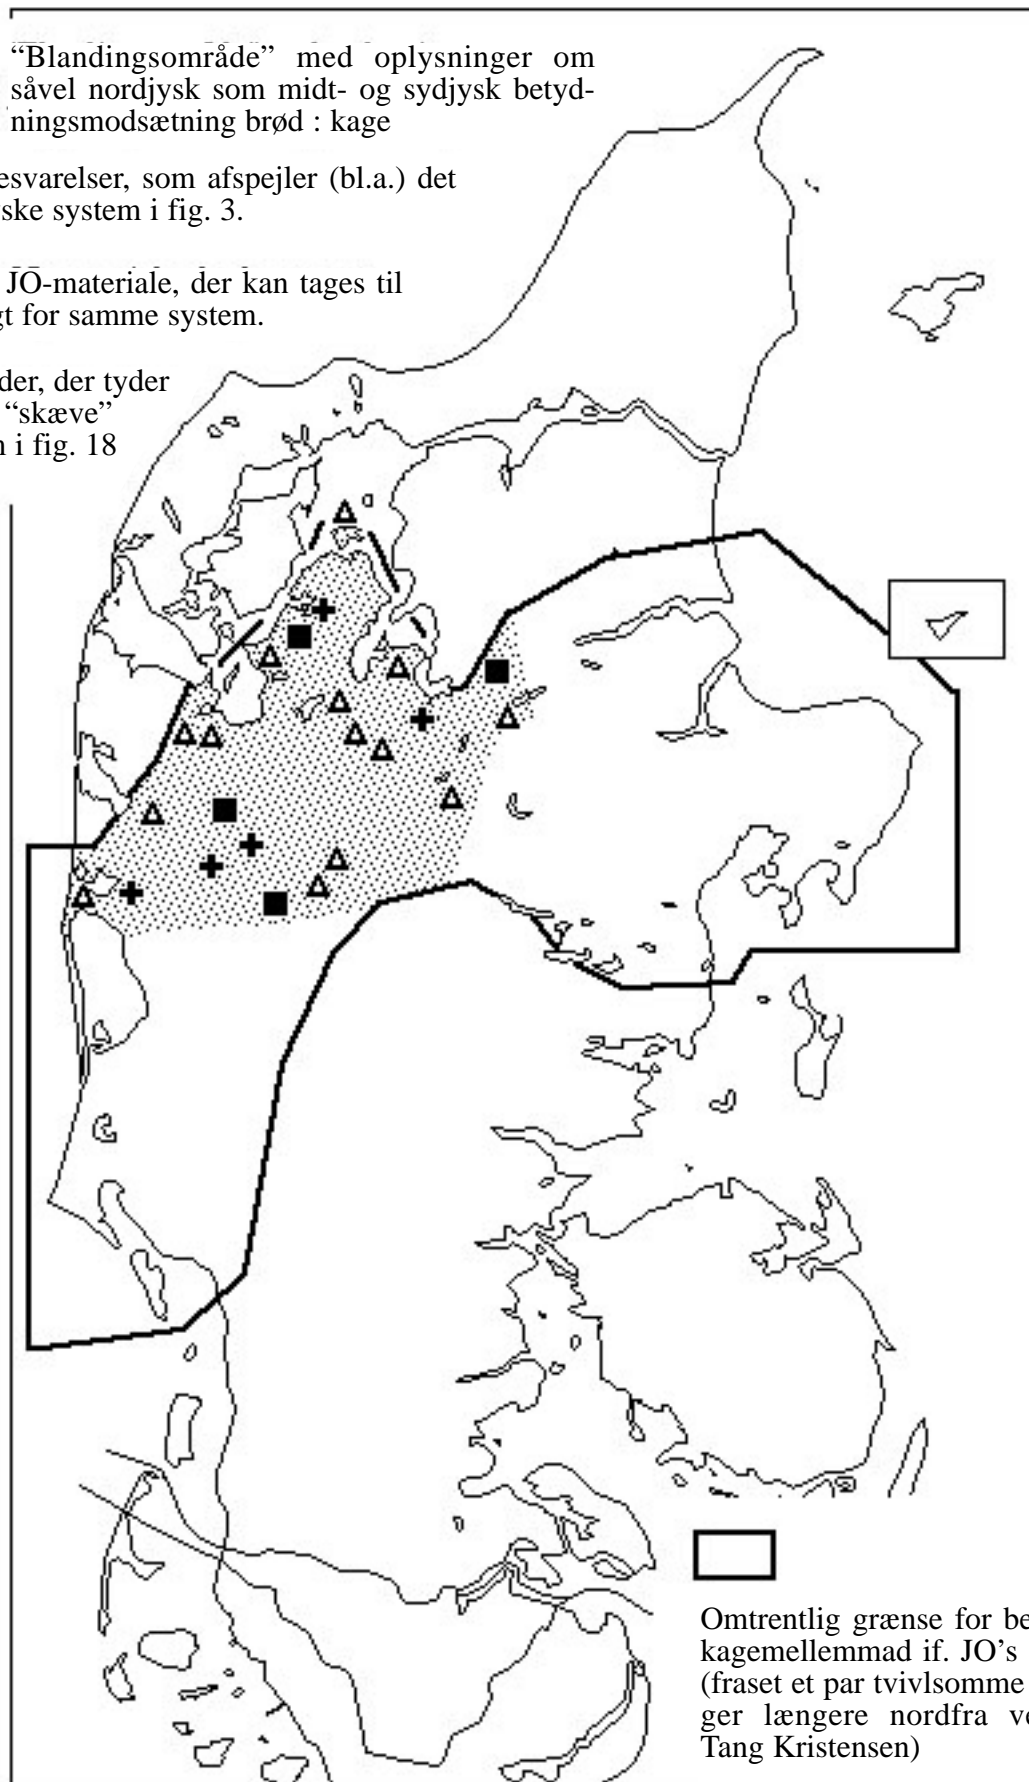 “Blandingsområde” med oplysninger om
såvel nordjysk som midt- og sydjysk betyd-
ningsmodsætning brød : kage
esvarelser, som afspejler (bl.a.) det
yske system i fig. 3.
JO-materiale, der kan tages til
gt for samme system.
der, der tyder
“skæve”
i fig. 18
Omtrentlig grænse for be
kagemellemmad if. JO’s
(fraset et par tvivlsomme
ger længere nordfra ve
Tang Kristensen)